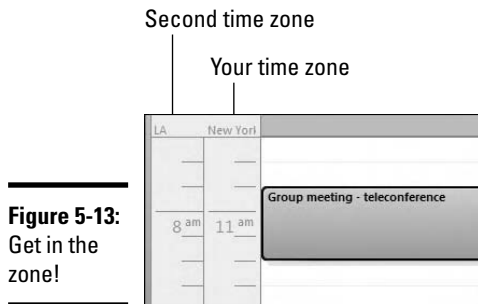 Second time zone
Your time zone
LA New York
Group meeting - teleconference
8 am 11 am
Figure 5-13:
Get in the
zone!